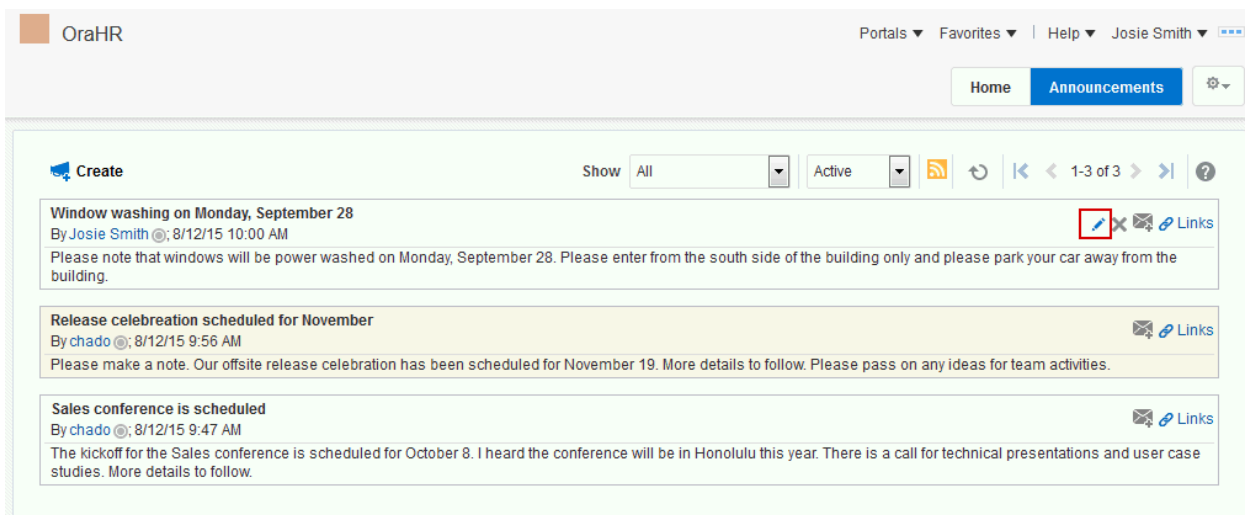 OraHR
Portals Favorites Help Josie Smith
Home Announcements
Create Show All Active 1-3 of 3
Window washing on Monday, September 28
By Josie Smith; 8/12/15 10:00 AM
Links
Please note that windows will be power washed on Monday, September 28. Please enter from the south side of the building only and please park your car away from the
building.
Release celebreation scheduled for November
By chado; 8/12/15 9:56 AM
Links
Please make a note. Our offsite release celebration has been scheduled for November 19. More details to follow. Please pass on any ideas for team activities.
Sales conference is scheduled
By chado; 8/12/15 9:47 AM
Links
The kickoff for the Sales conference is scheduled for October 8. I heard the conference will be in Honolulu this year. There is a call for technical presentations and user case
studies. More details to follow.